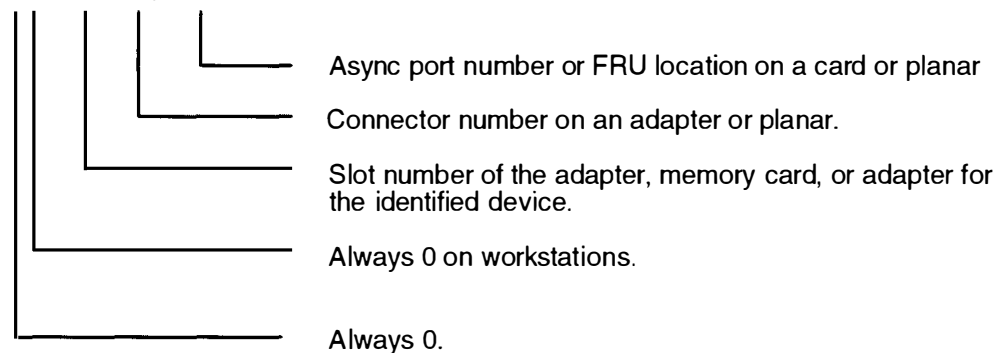 Async port number or FRU location on a card or planar
Connector number on an adapter or planar.
Slot number of the adapter, memory card, or adapter for
the identified device.
Always 0 on workstations.
Always 0.